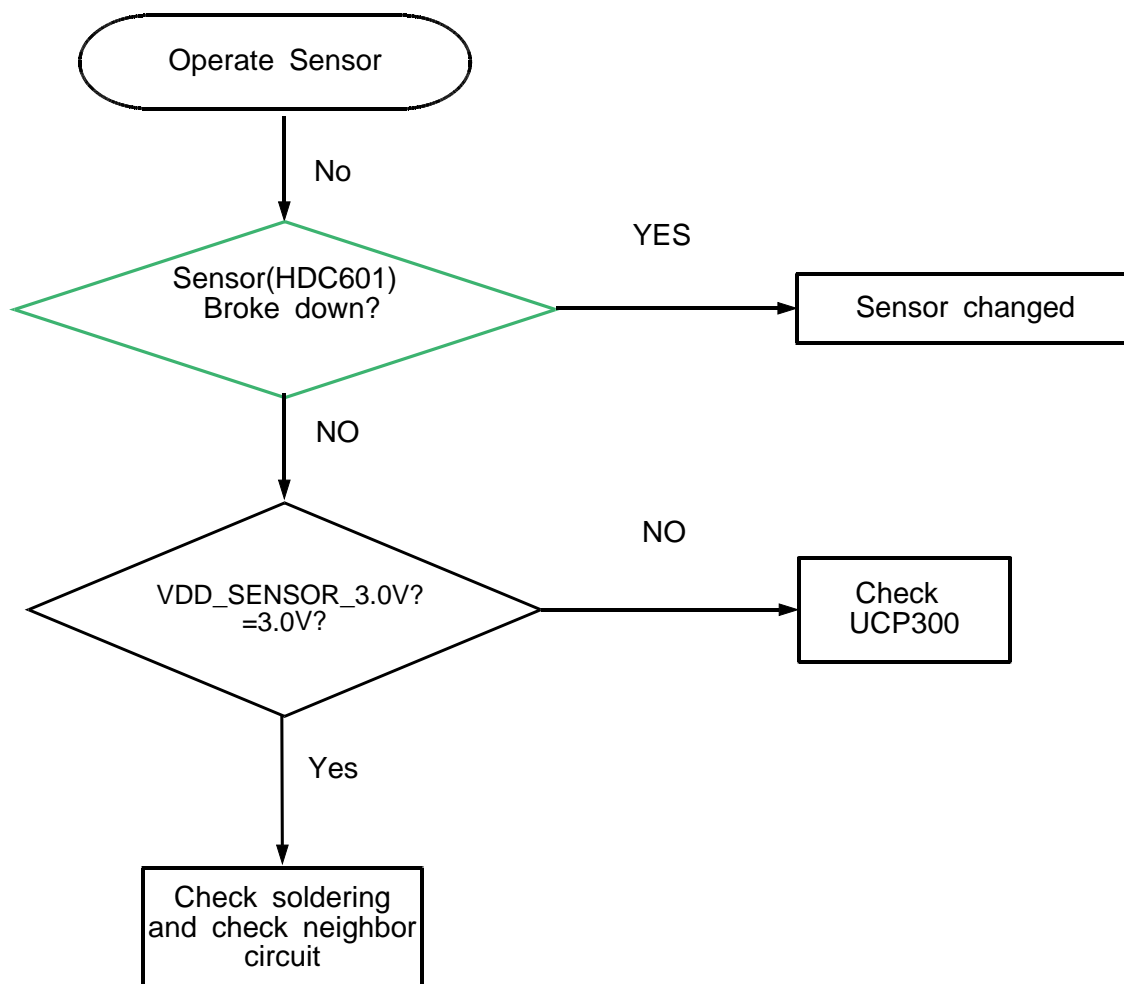 Operate Sensor
No
Sensor(HDC601)
Broke down?
YES
Sensor changed
NO
VDD_SENSOR_3.0V?
=3.0V?
NO
Check
UCP300
Yes
Check soldering
and check neighbor
circuit